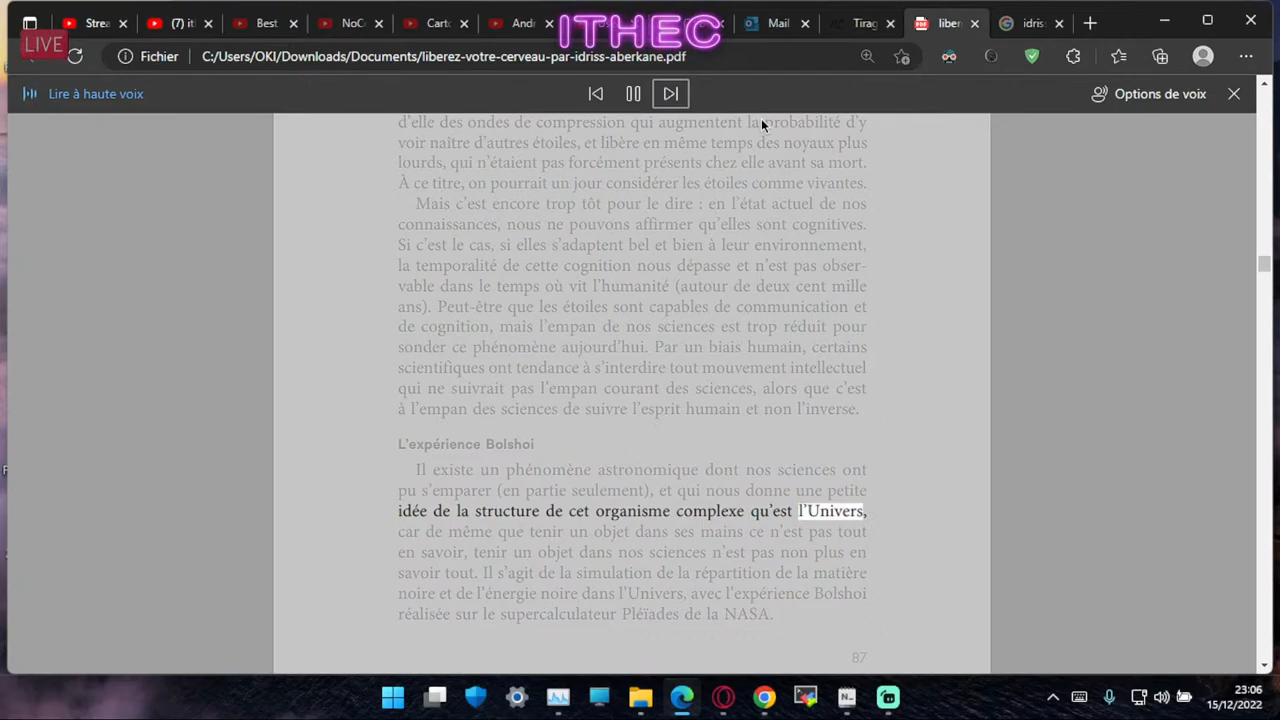 Strea
(7) it
Best
NoCo
Carto
Andr
Mail
Tirag
liber
idris
ITHEC
LIVE
Fichier
C:/Users/OKI/Downloads/Documents/liberez-votre-cerveau-par-idriss-aberkane.pdf
Lire à haute voix
Options de voix
d'elle des ondes de compression qui augmentent la probabilité d'y
voir naître d'autres étoiles, et libère en même temps des noyaux plus
lourds, qui n'étaient pas forcément présents chez elle avant sa mort.
À ce titre, on pourrait un jour considérer les étoiles comme vivantes.
Mais c'est encore trop tôt pour le dire : en l'état actuel de nos
connaissances, nous ne pouvons affirmer qu'elles sont cognitives.
Si c'est le cas, si elles s'adaptent bel et bien à leur environnement,
la temporalité de cette cognition nous dépasse et n'est pas obser-
vable dans le temps où vit l'humanité (autour de deux cent mille
ans). Peut-être que les étoiles sont capables de communication et
de cognition, mais l'empan de nos sciences est trop réduit pour
sonder ce phénomène aujourd'hui. Par un biais humain, certains
scientifiques ont tendance à s'interdire tout mouvement intellectuel
qui ne suivrait pas l'empan courant des sciences, alors que c'est
à l'empan des sciences de suivre l'esprit humain et non l'inverse.
L'expérience Bolshoi
Il existe un phénomène astronomique dont nos sciences ont
pu s'emparer (en partie seulement), et qui nous donne une petite
idée de la structure de cet organisme complexe qu'est l'Univers,
car de même que tenir un objet dans ses mains ce n'est pas tout
en savoir, tenir un objet dans nos sciences n'est pas non plus en
savoir tout. Il s'agit de la simulation de la répartition de la matière
noire et de l'énergie noire dans l'Univers, avec l'expérience Bolshoi
réalisée sur le supercalculateur Pléïades de la NASA.
87
23:06
15/12/2022